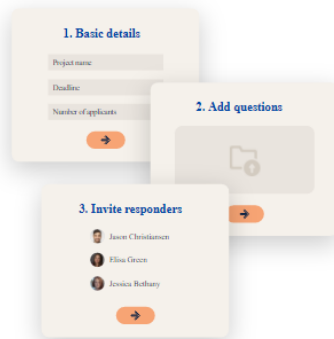 1. Basic details
Project name
Deadline
Number of applicants
2. Add questions
3. Invite responders
Jason Christiansen
Elisa Green
Jessica Bethany